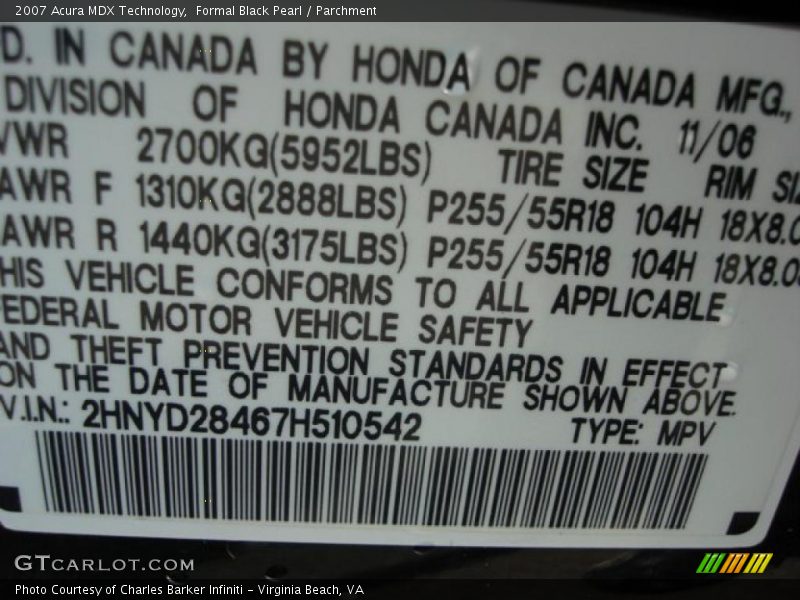 2007 Acura MDX Technology, Formal Black Pearl / Parchment
D. IN CANADA BY HONDA OF CANADA MFG.,
DIVISION OF HONDA CANADA INC. 11/06
VWR 2700KG(5952LBS) TIRE SIZE RIM SIZ
AWR F 1310KG(2888LBS) P255/55R18 104H 18X8.0
AWR R 1440KG(3175LBS) P255/55R18 104H 18X8.0
HIS VEHICLE CONFORMS TO ALL APPLICABLE
EDERAL MOTOR VEHICLE SAFETY
AND THEFT PREVENTION STANDARDS IN EFFECT
ON THE DATE OF MANUFACTURE SHOWN ABOVE.
V.I.N.: 2HNYD28467H510542 TYPE: MPV
GTCARLOT.COM
Photo Courtesy of Charles Barker Infiniti - Virginia Beach, VA